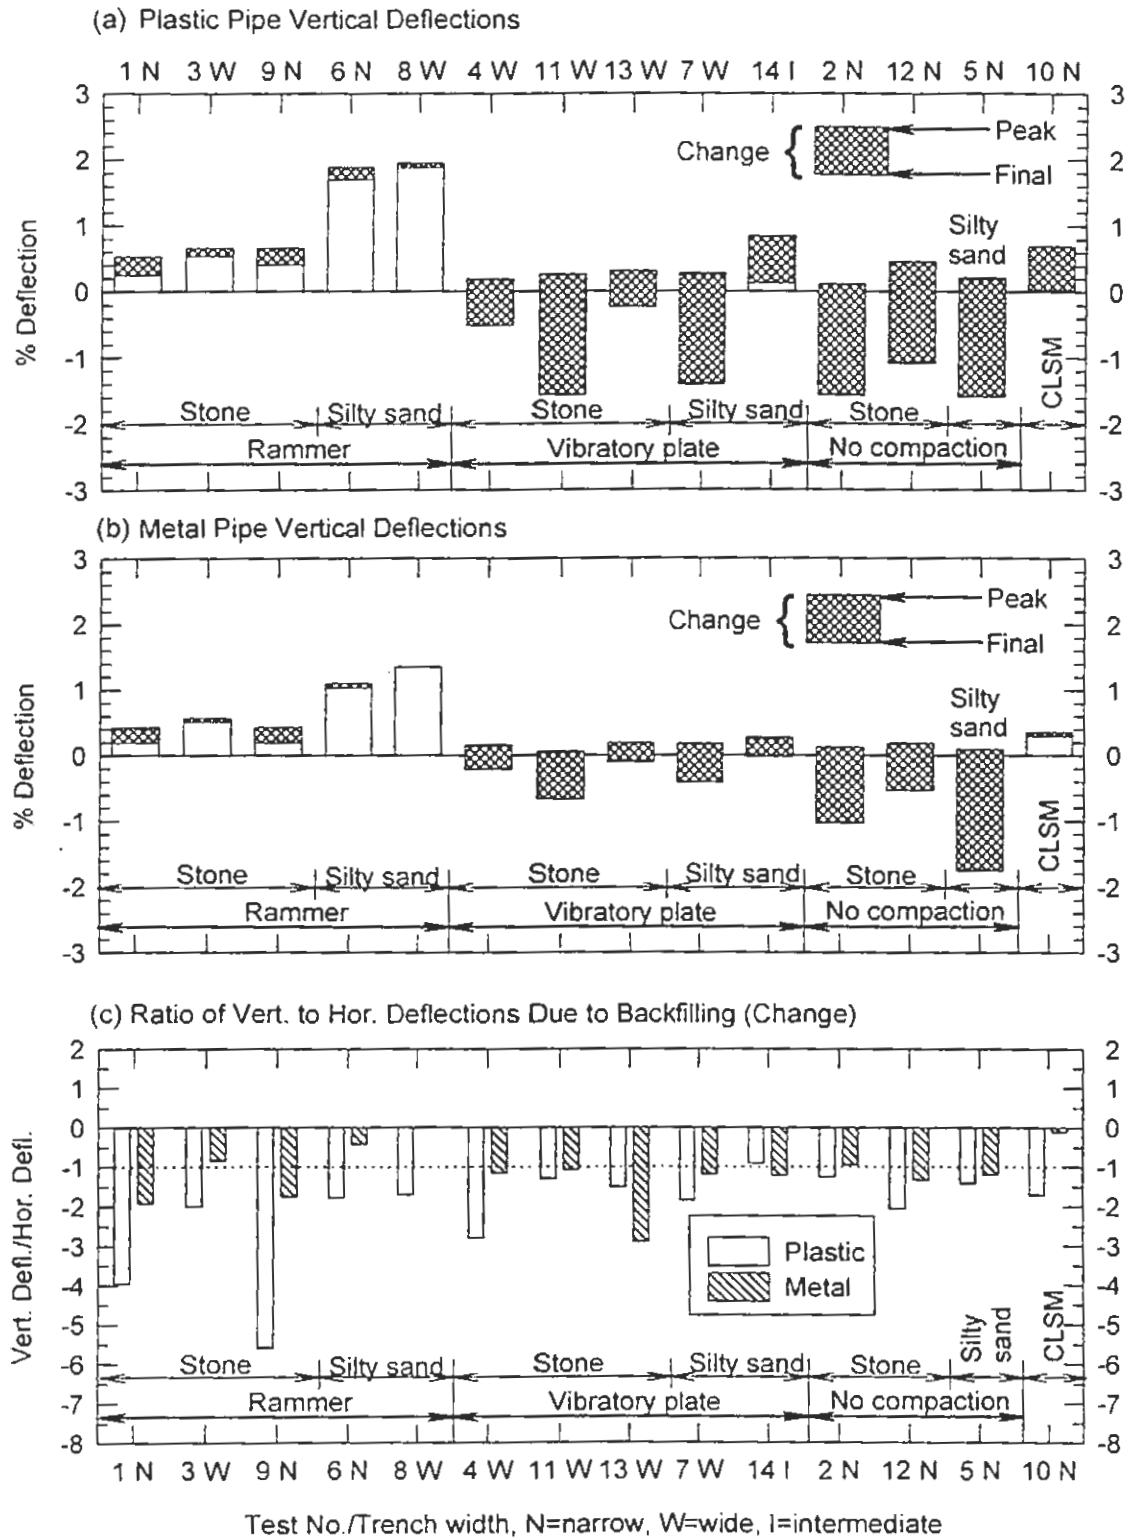 (a) Plastic Pipe Vertical Deflections
1 N 3 W 9 N 6 N 8 W 4 W 11 W 13 W 7 W 14 I 2 N 12 N 5 N 10 N
3 3
Peak
Change {
2 2
Final
1 Silty 1
sand
0 0
% Deflection
-1 -1
CLSM
Stone Silty sand Stone Silty sand Stone
-2 -2
Rammer Vibratory plate No compaction
-3 -3
(b) Metal Pipe Vertical Deflections
3 3
Peak
Change {
2 2
Final
1 Silty 1
sand
0 0
% Deflection
-1 -1
CLSM
Stone Silty sand Stone Silty sand Stone
-2 -2
Rammer Vibratory plate No compaction
-3 -3
(c) Ratio of Vert. to Hor. Deflections Due to Backfilling (Change)
2 2
1 1
0 0
-1 -1
-2 -2
Vert. Defl./Hor. Defl.
-3 Plastic -3
-4 Metal -4
-5 -5
Silty sand
CLSM
-6 -6
Stone Silty sand Stone Silty sand Stone
-7 Rammer Vibratory plate No compaction -7
-8 -8
1 N 3 W 9 N 6 N 8 W 4 W 11 W 13 W 7 W 14 I 2 N 12 N 5 N 10 N
Test No./Trench width, N=narrow, W=wide, I=intermediate